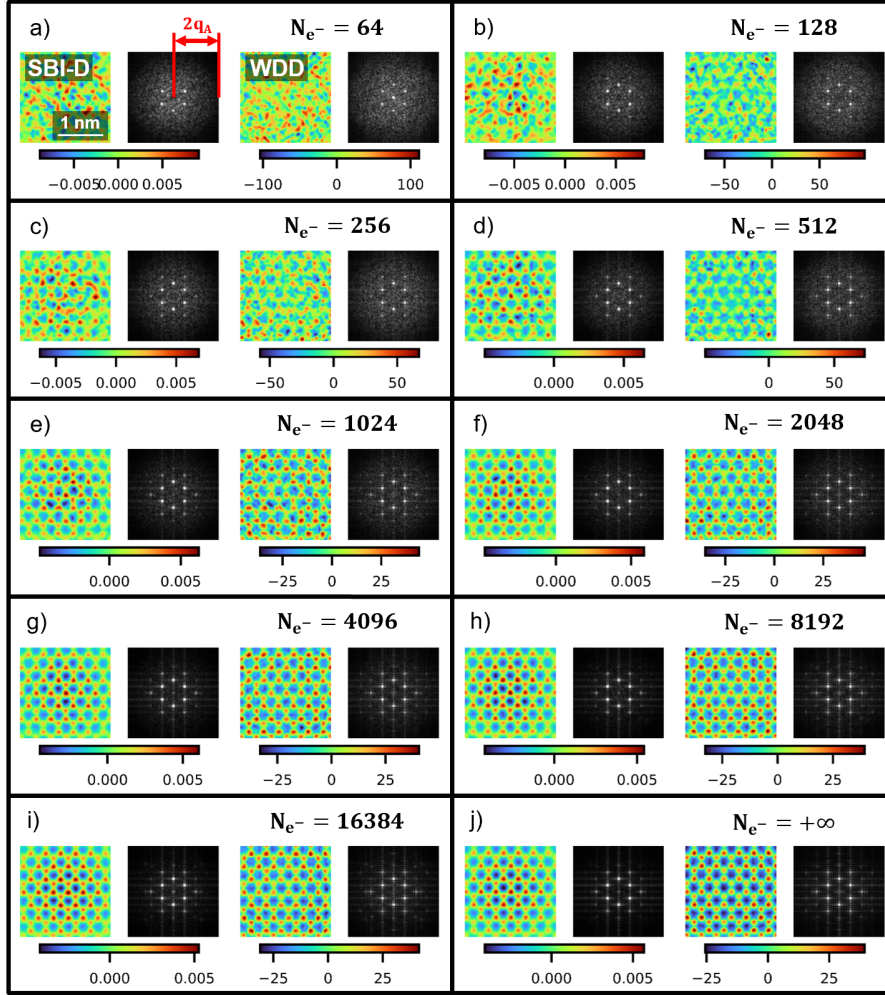 a) 2q_A N_e− = 64
SBI-D WDD
1 nm
−0.005 0.000 0.005 −100 0 100
b) N_e− = 128
−0.005 0.000 0.005 −50 0 50
c) N_e− = 256
−0.005 0.000 0.005 −50 0 50
d) N_e− = 512
0.000 0.005 0 50
e) N_e− = 1024
0.000 0.005 −25 0 25
f) N_e− = 2048
0.000 0.005 −25 0 25
g) N_e− = 4096
0.000 0.005 −25 0 25
h) N_e− = 8192
0.000 0.005 −25 0 25
i) N_e− = 16384
0.000 0.005 −25 0 25
j) N_e− = +∞
0.000 0.005 −25 0 25